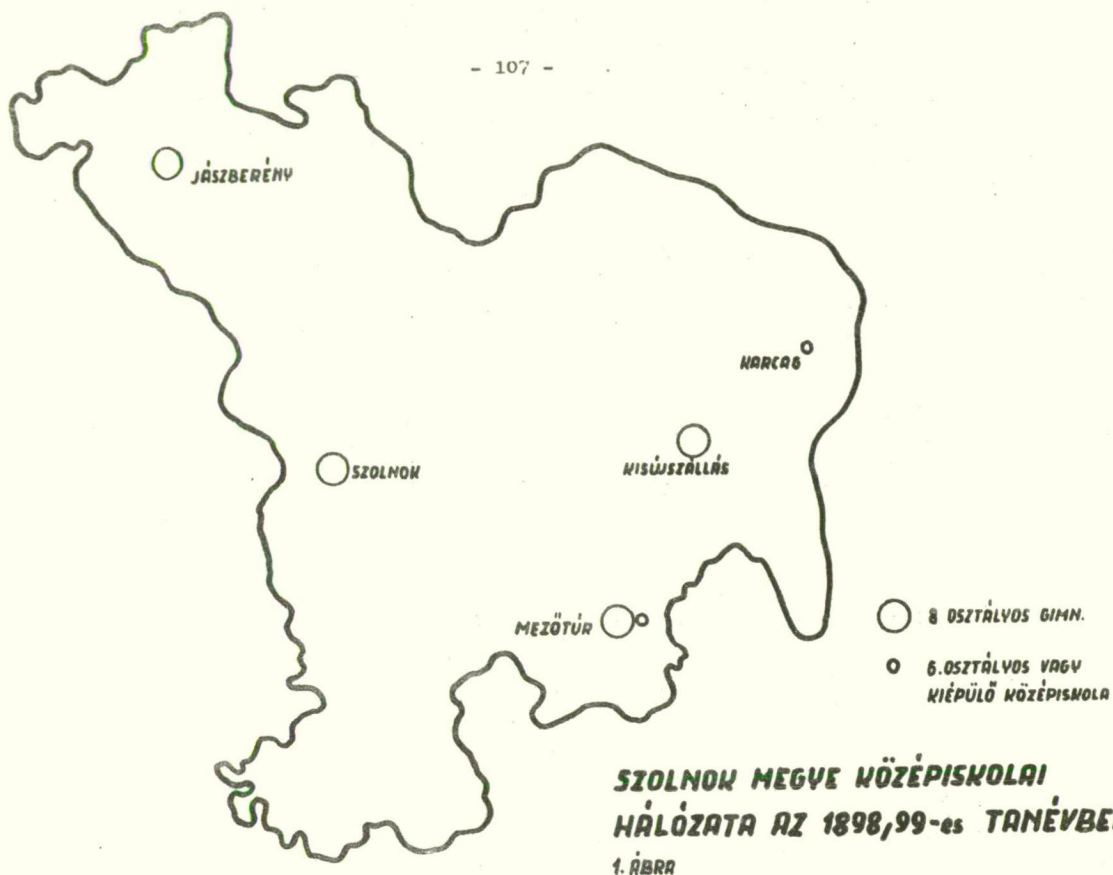 - 107 -
JÁSZBERÉNY
KARCAG
SZOLNOK
KISÚJSZÁLLÁS
MEZŐTÚR
8 OSZTÁLYOS GIMN.
6.OSZTÁLYOS VAGY
KIÉPÜLŐ KÖZÉPISKOLA
SZOLNOK MEGYE KÖZÉPISKOLAI
HÁLÓZATA AZ 1898,99-es TANÉVBE
1. ÁBRA